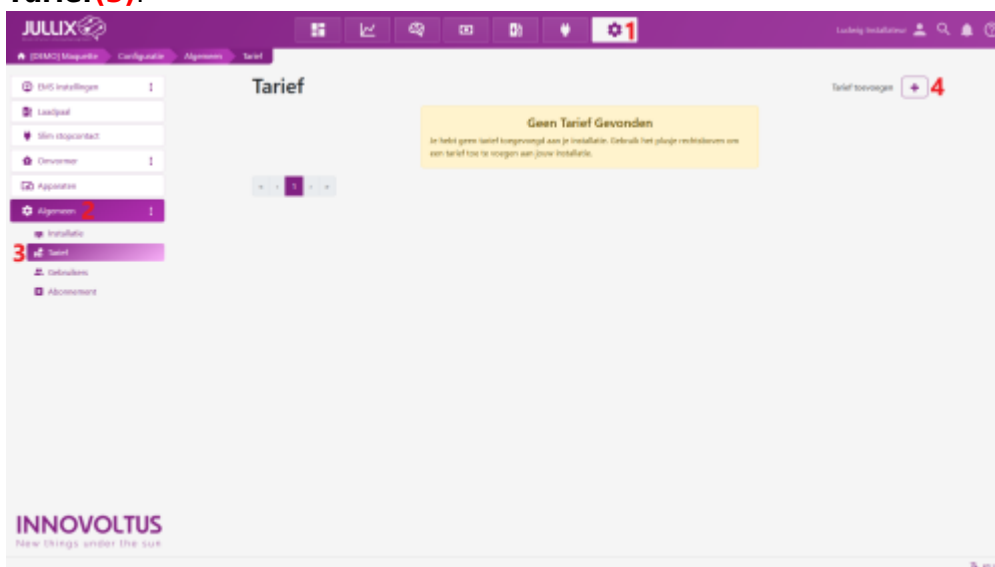 Tarief(3).
JULLIX
1
Ludwig Installateur
[DEMO] Maquette Configuratie Algemeen Tarief
EMS Instellingen
Laadpaal
Slim stopcontact
Omvormer
Apparaten
Algemeen 2
Installatie
3 Tarief
Gebruikers
Abonnement
Tarief
Tarief toevoegen + 4
Geen Tarief Gevonden
Je hebt geen tarief toegevoegd aan je installatie. Gebruik het plusje rechtsboven om
een tarief toe te voegen aan jouw installatie.
« ‹ 1 › »
INNOVOLTUS
New things under the sun